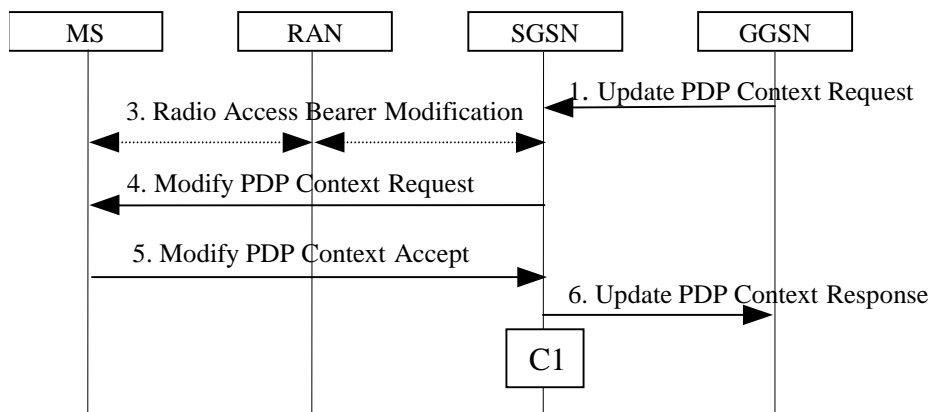 MS RAN SGSN GGSN
1. Update PDP Context Request
3. Radio Access Bearer Modification
4. Modify PDP Context Request
5. Modify PDP Context Accept
6. Update PDP Context Response
C1